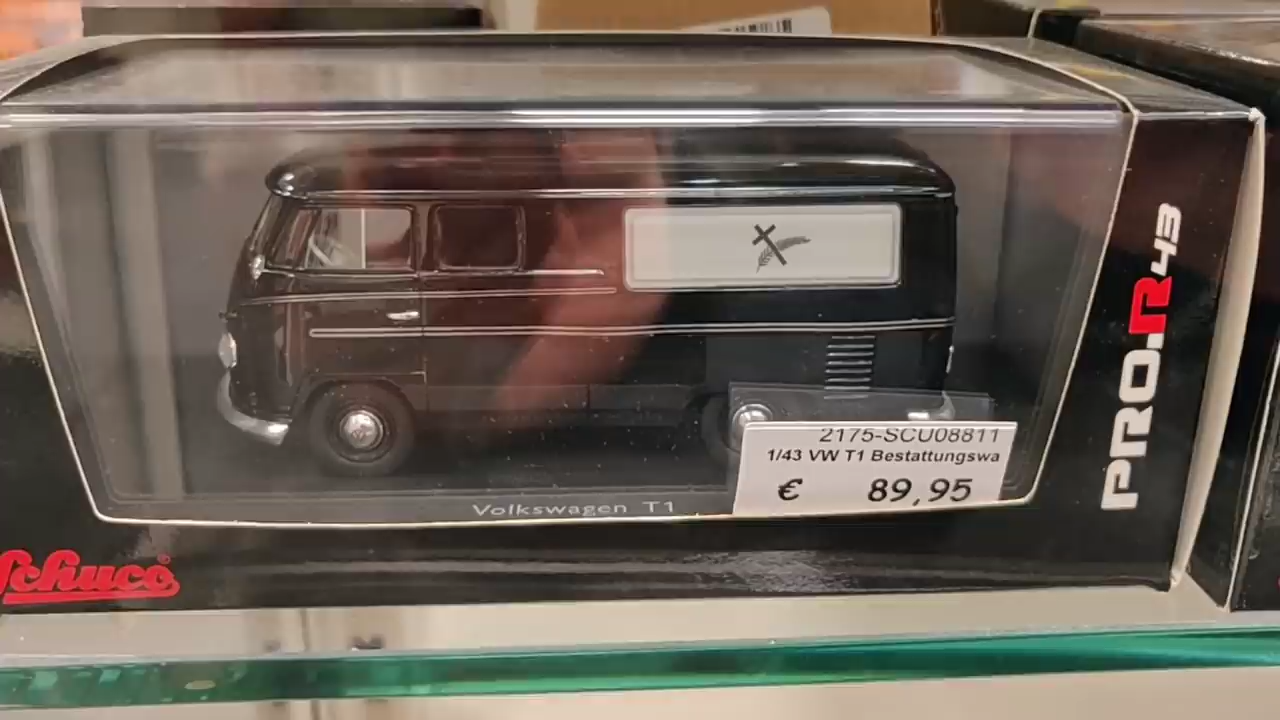 PRO.R43
2175-SCU08811
1/43 VW T1 Bestattungswa
€ 89,95
Volkswagen T1
Schuco